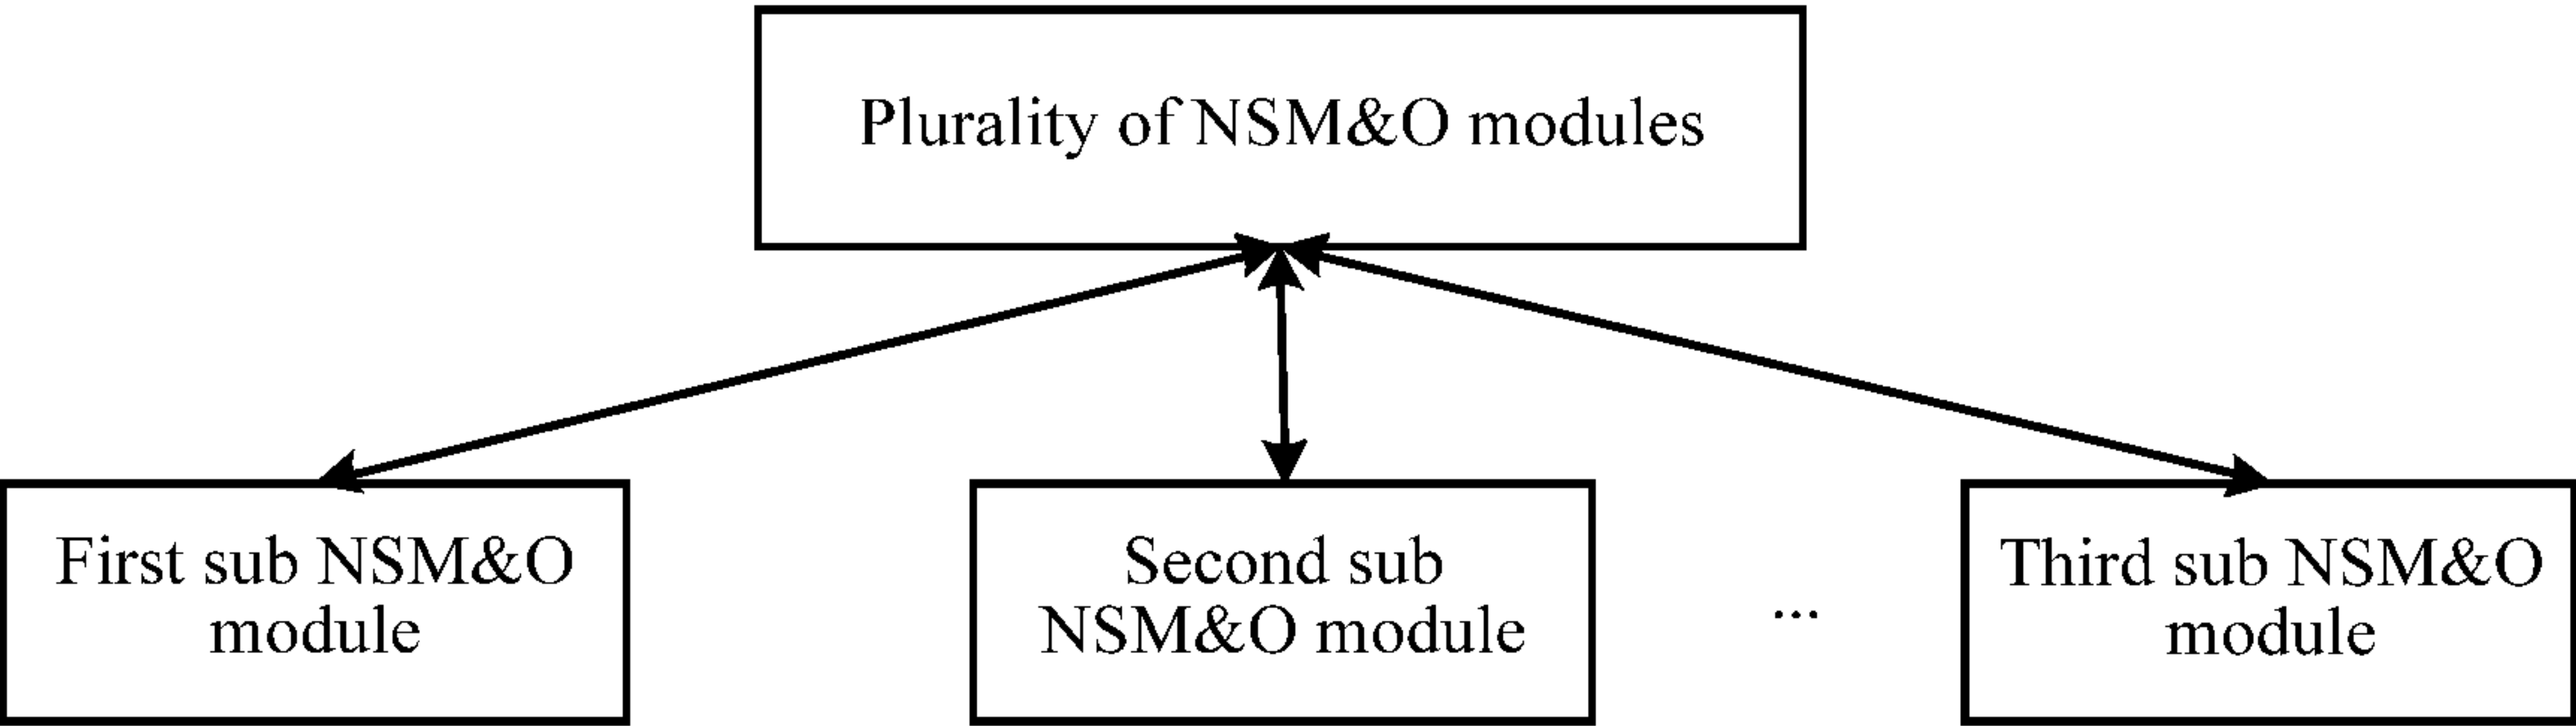 Plurality of NSM&O modules
First sub NSM&O
module
Second sub
NSM&O module
...
Third sub NSM&O
module